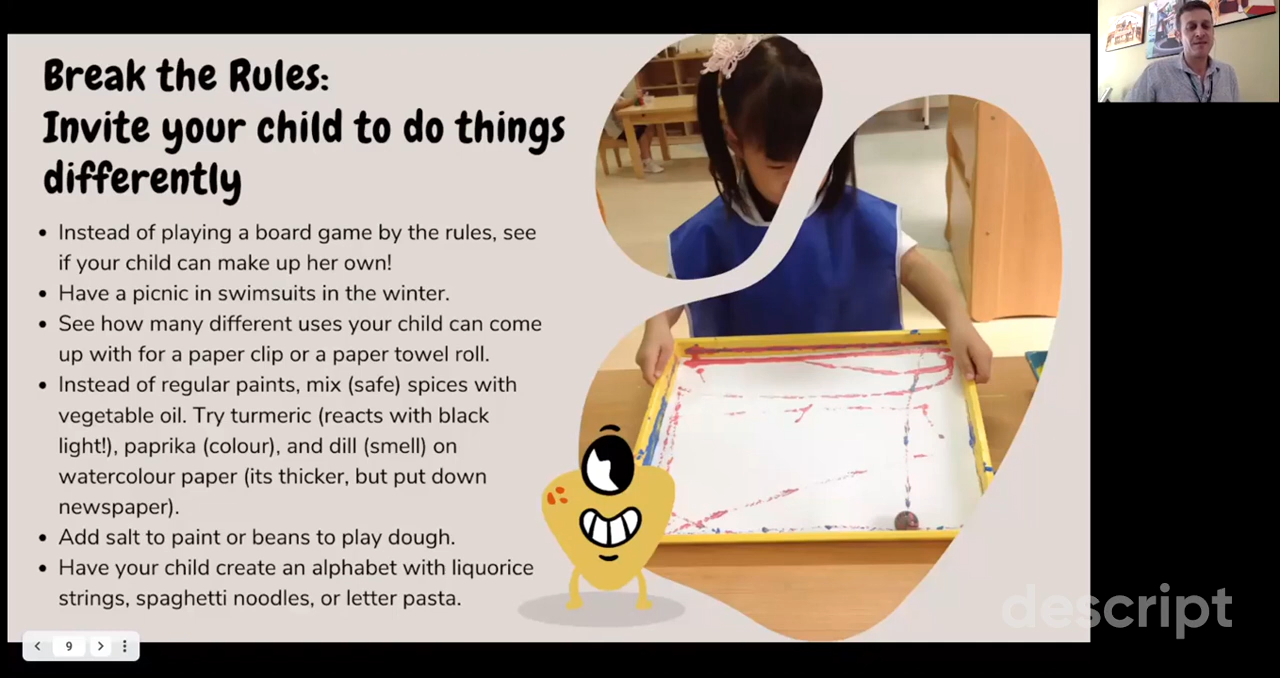 Break the Rules:
Invite your child to do things
differently
• Instead of playing a board game by the rules, see
if your child can make up her own!
• Have a picnic in swimsuits in the winter.
• See how many different uses your child can come
up with for a paper clip or a paper towel roll.
• Instead of regular paints, mix (safe) spices with
vegetable oil. Try turmeric (reacts with black
light!), paprika (colour), and dill (smell) on
watercolour paper (its thicker, but put down
newspaper).
• Add salt to paint or beans to play dough.
• Have your child create an alphabet with liquorice
strings, spaghetti noodles, or letter pasta.
descript
9